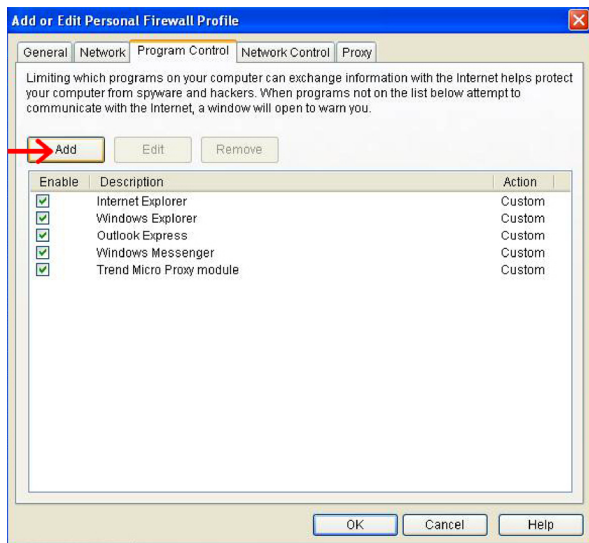 Add or Edit Personal Firewall Profile
General Network Program Control Network Control Proxy
Limiting which programs on your computer can exchange information with the Internet helps protect
your computer from spyware and hackers. When programs not on the list below attempt to
communicate with the Internet, a window will open to warn you.
Add Edit Remove
Enable Description Action
Internet Explorer Custom
Windows Explorer Custom
Outlook Express Custom
Windows Messenger Custom
Trend Micro Proxy module Custom
OK Cancel Help